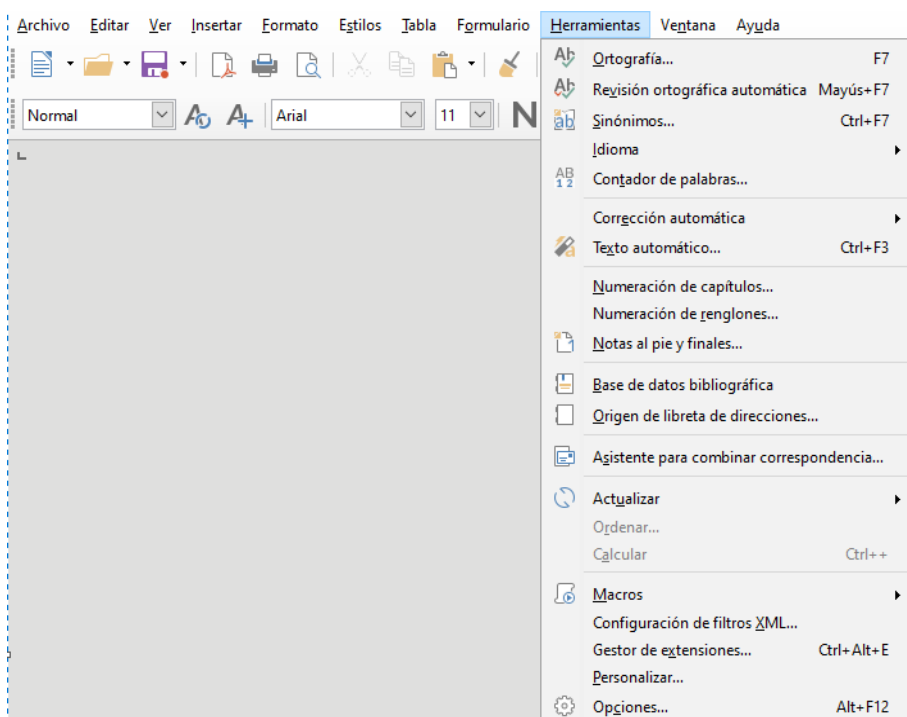 Archivo Editar Ver Insertar Formato Estilos Tabla Formulario Herramientas Ventana Ayuda
Normal Arial 11 N
Ortografía... F7
Revisión ortográfica automática Mayús+F7
Sinónimos... Ctrl+F7
Idioma
Contador de palabras...
Corrección automática
Texto automático... Ctrl+F3
Numeración de capítulos...
Numeración de renglones...
Notas al pie y finales...
Base de datos bibliográfica
Origen de libreta de direcciones...
Asistente para combinar correspondencia...
Actualizar
Ordenar...
Calcular Ctrl++
Macros
Configuración de filtros XML...
Gestor de extensiones... Ctrl+Alt+E
Personalizar...
Opciones... Alt+F12